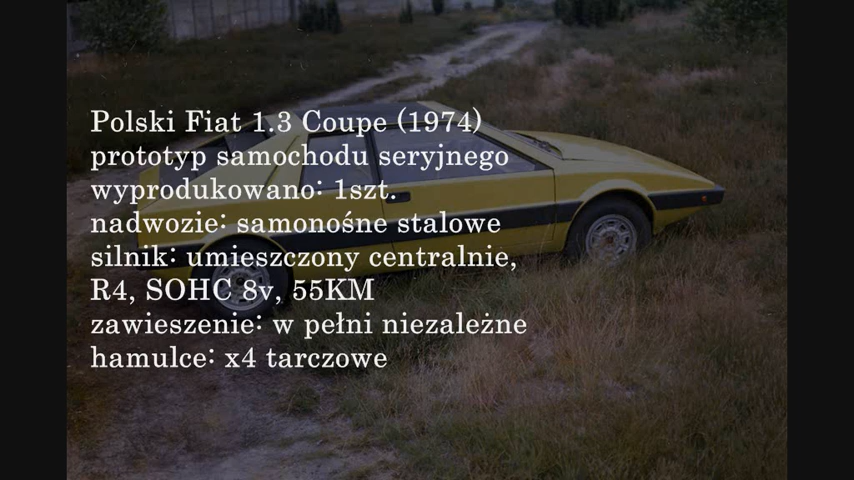 Polski Fiat 1.3 Coupe (1974)
prototyp samochodu seryjnego
wyprodukowano: 1szt.
nadwozie: samonośne stalowe
silnik: umieszczony centralnie,
R4, SOHC 8v, 55KM
zawieszenie: w pełni niezależne
hamulce: x4 tarczowe